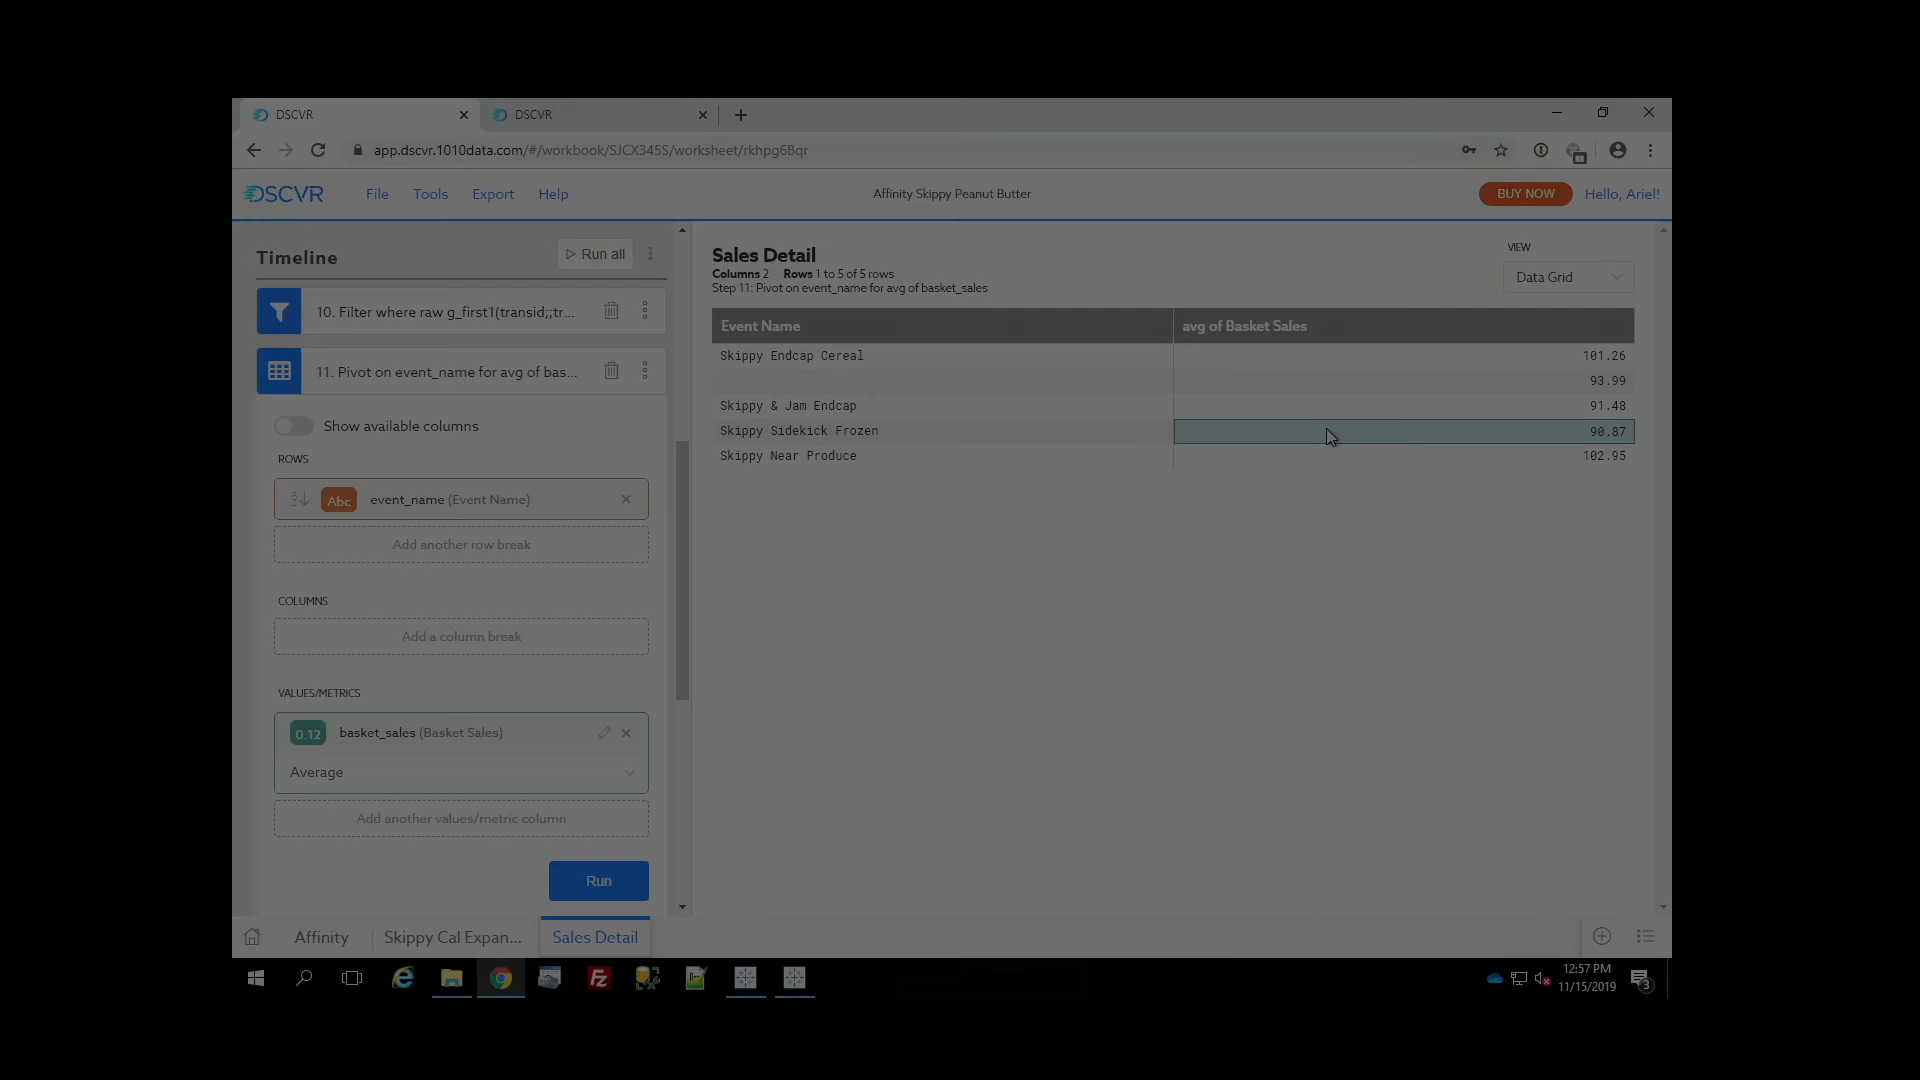 DSCVR
DSCVR
app.dscvr.1010data.com/#/workbook/SJCX345S/worksheet/rkhpg6Bqr
DSCVR
File
Tools
Export
Help
Affinity Skippy Peanut Butter
BUY NOW
Hello, Ariel!
Timeline
Run all
10. Filter where raw g_first1(transid;;tr...
11. Pivot on event_name for avg of bas...
Show available columns
ROWS
Abc event_name (Event Name)
Add another row break
COLUMNS
Add a column break
VALUES/METRICS
0.12 basket_sales (Basket Sales)
Average
Add another values/metric column
Run
Sales Detail
Columns 2 Rows 1 to 5 of 5 rows
Step 11: Pivot on event_name for avg of basket_sales
VIEW
Data Grid
Event Name avg of Basket Sales
Skippy Endcap Cereal 101.26
93.99
Skippy & Jam Endcap 91.48
Skippy Sidekick Frozen 90.87
Skippy Near Produce 102.95
Affinity
Skippy Cal Expan...
Sales Detail
12:57 PM
11/15/2019
3